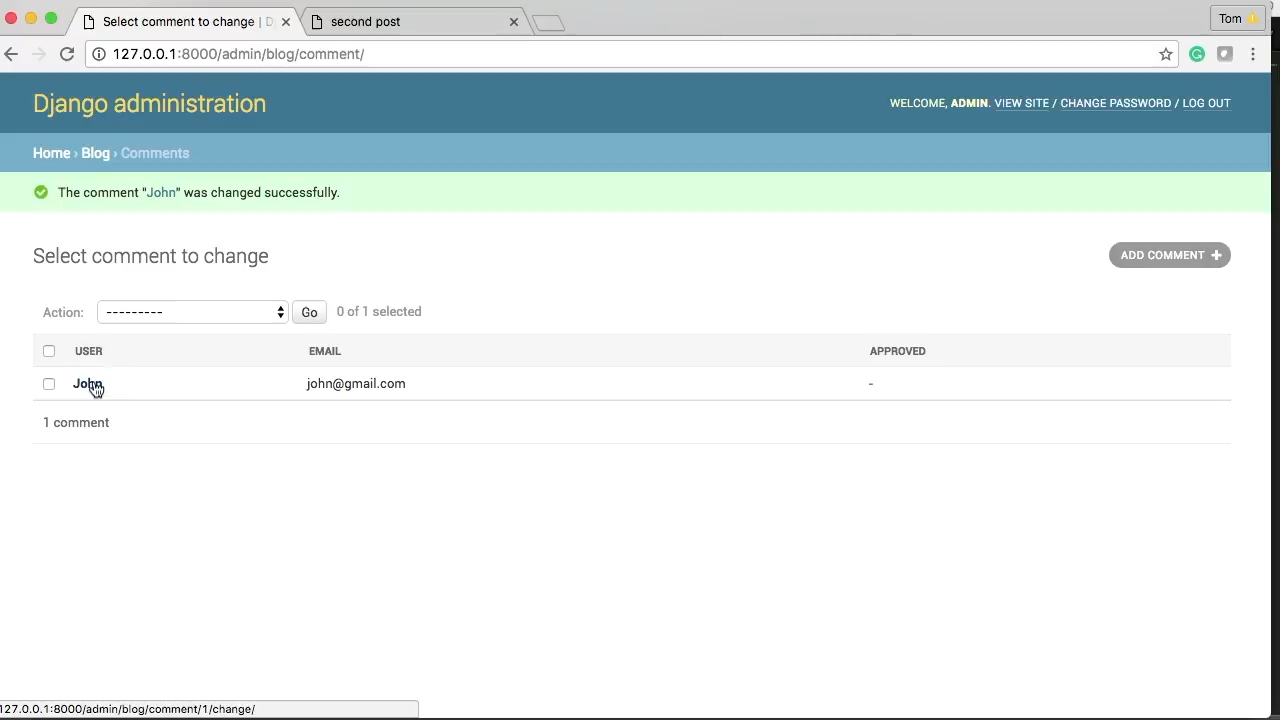 Select comment to change | D
second post
Tom
127.0.0.1:8000/admin/blog/comment/
Django administration
WELCOME, ADMIN. VIEW SITE / CHANGE PASSWORD / LOG OUT
Home › Blog › Comments
The comment "John" was changed successfully.
Select comment to change
ADD COMMENT +
Action: --------- Go 0 of 1 selected
USER EMAIL APPROVED
John john@gmail.com -
1 comment
127.0.0.1:8000/admin/blog/comment/1/change/